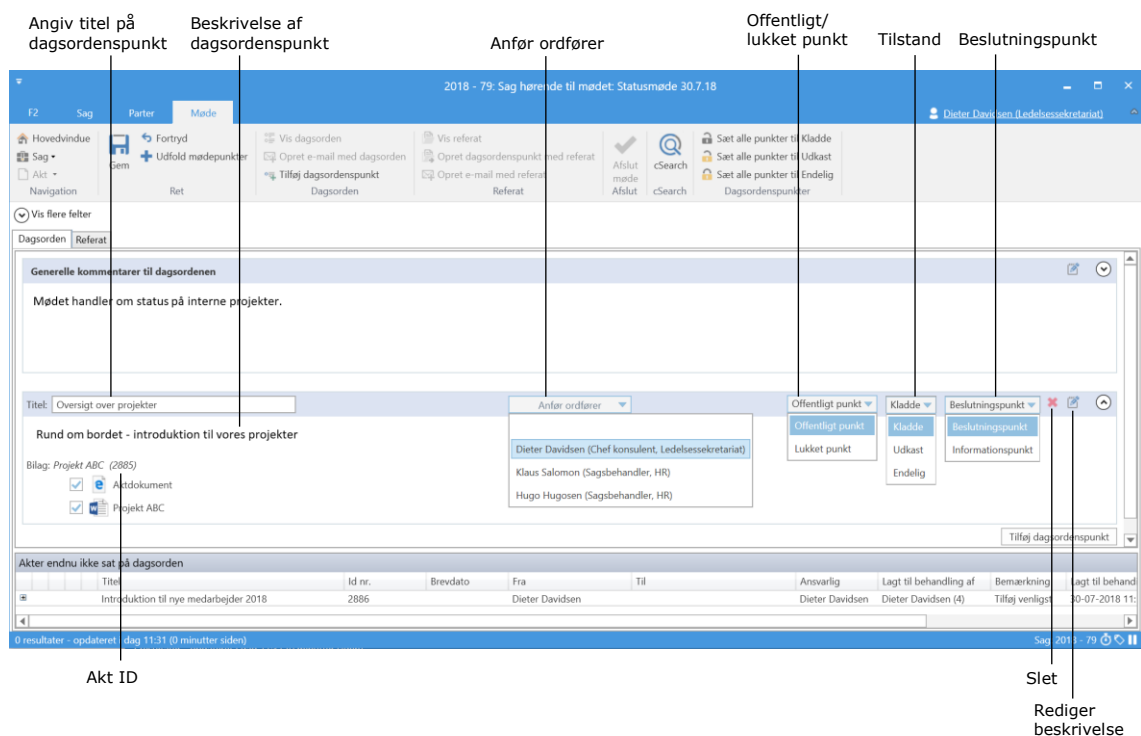 Angiv titel på
dagsordenspunkt
Beskrivelse af
dagsordenspunkt
Anfør ordfører
Offentligt/
lukket punkt
Tilstand
Beslutningspunkt
2018 - 79: Sag hørende til mødet: Statusmøde 30.7.18
F2 Sag Parter Møde
Dieter Davidsen (Ledelsessekretariat)
Hovedvindue
Sag
Akt
Navigation
Gem
Fortryd
Udfold mødepunkter
Ret
Vis dagsorden
Opret e-mail med dagsorden
Tilføj dagsordenspunkt
Dagsorden
Vis referat
Opret dagsordenspunkt med referat
Opret e-mail med referat
Referat
Afslut
møde
Afslut
cSearch
cSearch
Sæt alle punkter til Kladde
Sæt alle punkter til Udkast
Sæt alle punkter til Endelig
Dagsordenspunkter
Vis flere felter
Dagsorden Referat
Generelle kommentarer til dagsordenen
Mødet handler om status på interne projekter.
Titel: Oversigt over projekter
Anfør ordfører
Offentligt punkt
Kladde
Beslutningspunkt
Dieter Davidsen (Chef konsulent, Ledelsessekretariat)
Klaus Salomon (Sagsbehandler, HR)
Hugo Hugosen (Sagsbehandler, HR)
Offentligt punkt
Lukket punkt
Kladde
Udkast
Endelig
Beslutningspunkt
Informationspunkt
Rund om bordet - introduktion til vores projekter
Bilag: Projekt ABC (2885)
Aktdokument
Projekt ABC
Tilføj dagsordenspunkt
Akter endnu ikke sat på dagsorden
Titel Id nr. Brevdato Fra Til Ansvarlig Lagt til behandling af Bemærkning Lagt til behand
Introduktion til nye medarbejder 2018 2886 Dieter Davidsen Dieter Davidsen Dieter Davidsen (4) Tilføj venligst 30-07-2018 11:
0 resultater - opdateret i dag 11:31 (0 minutter siden)
Sag: 2018 - 79
Akt ID
Slet
Rediger
beskrivelse